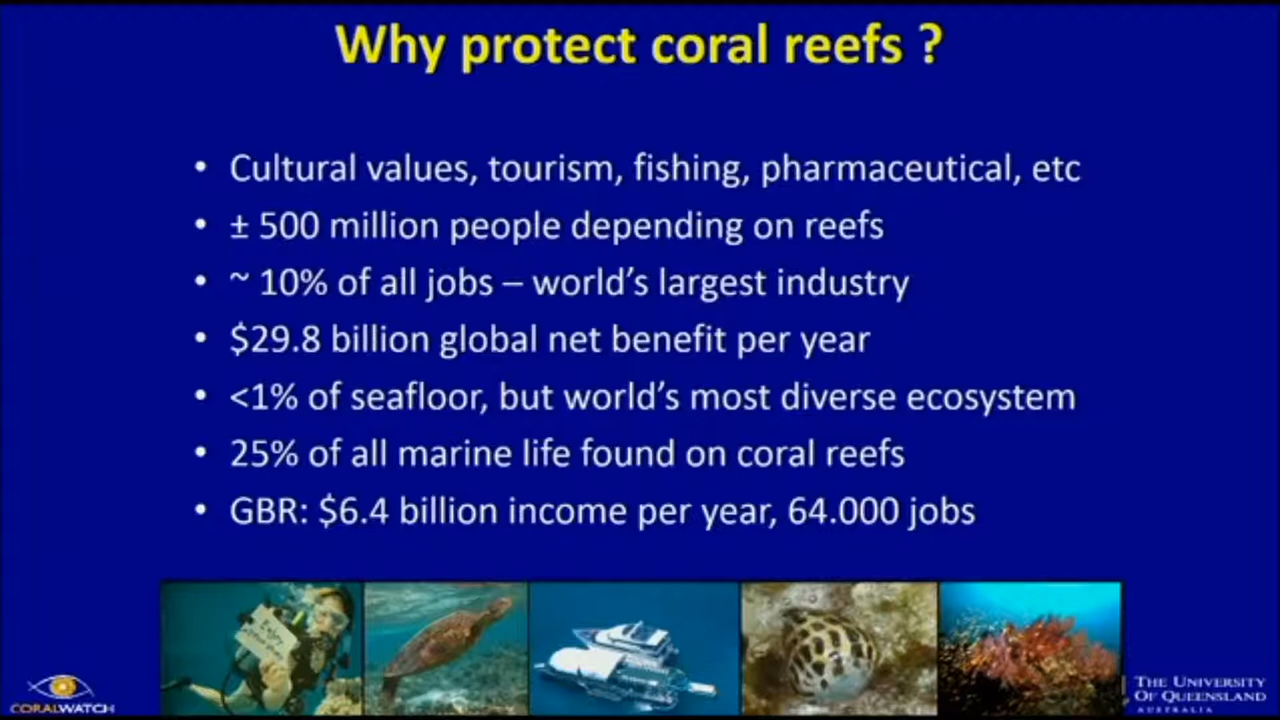 Why protect coral reefs ?
• Cultural values, tourism, fishing, pharmaceutical, etc
• ± 500 million people depending on reefs
• ~ 10% of all jobs – world’s largest industry
• $29.8 billion global net benefit per year
• <1% of seafloor, but world’s most diverse ecosystem
• 25% of all marine life found on coral reefs
• GBR: $6.4 billion income per year, 64.000 jobs
Enjoy
CORALWATCH
THE UNIVERSITY
OF QUEENSLAND
AUSTRALIA